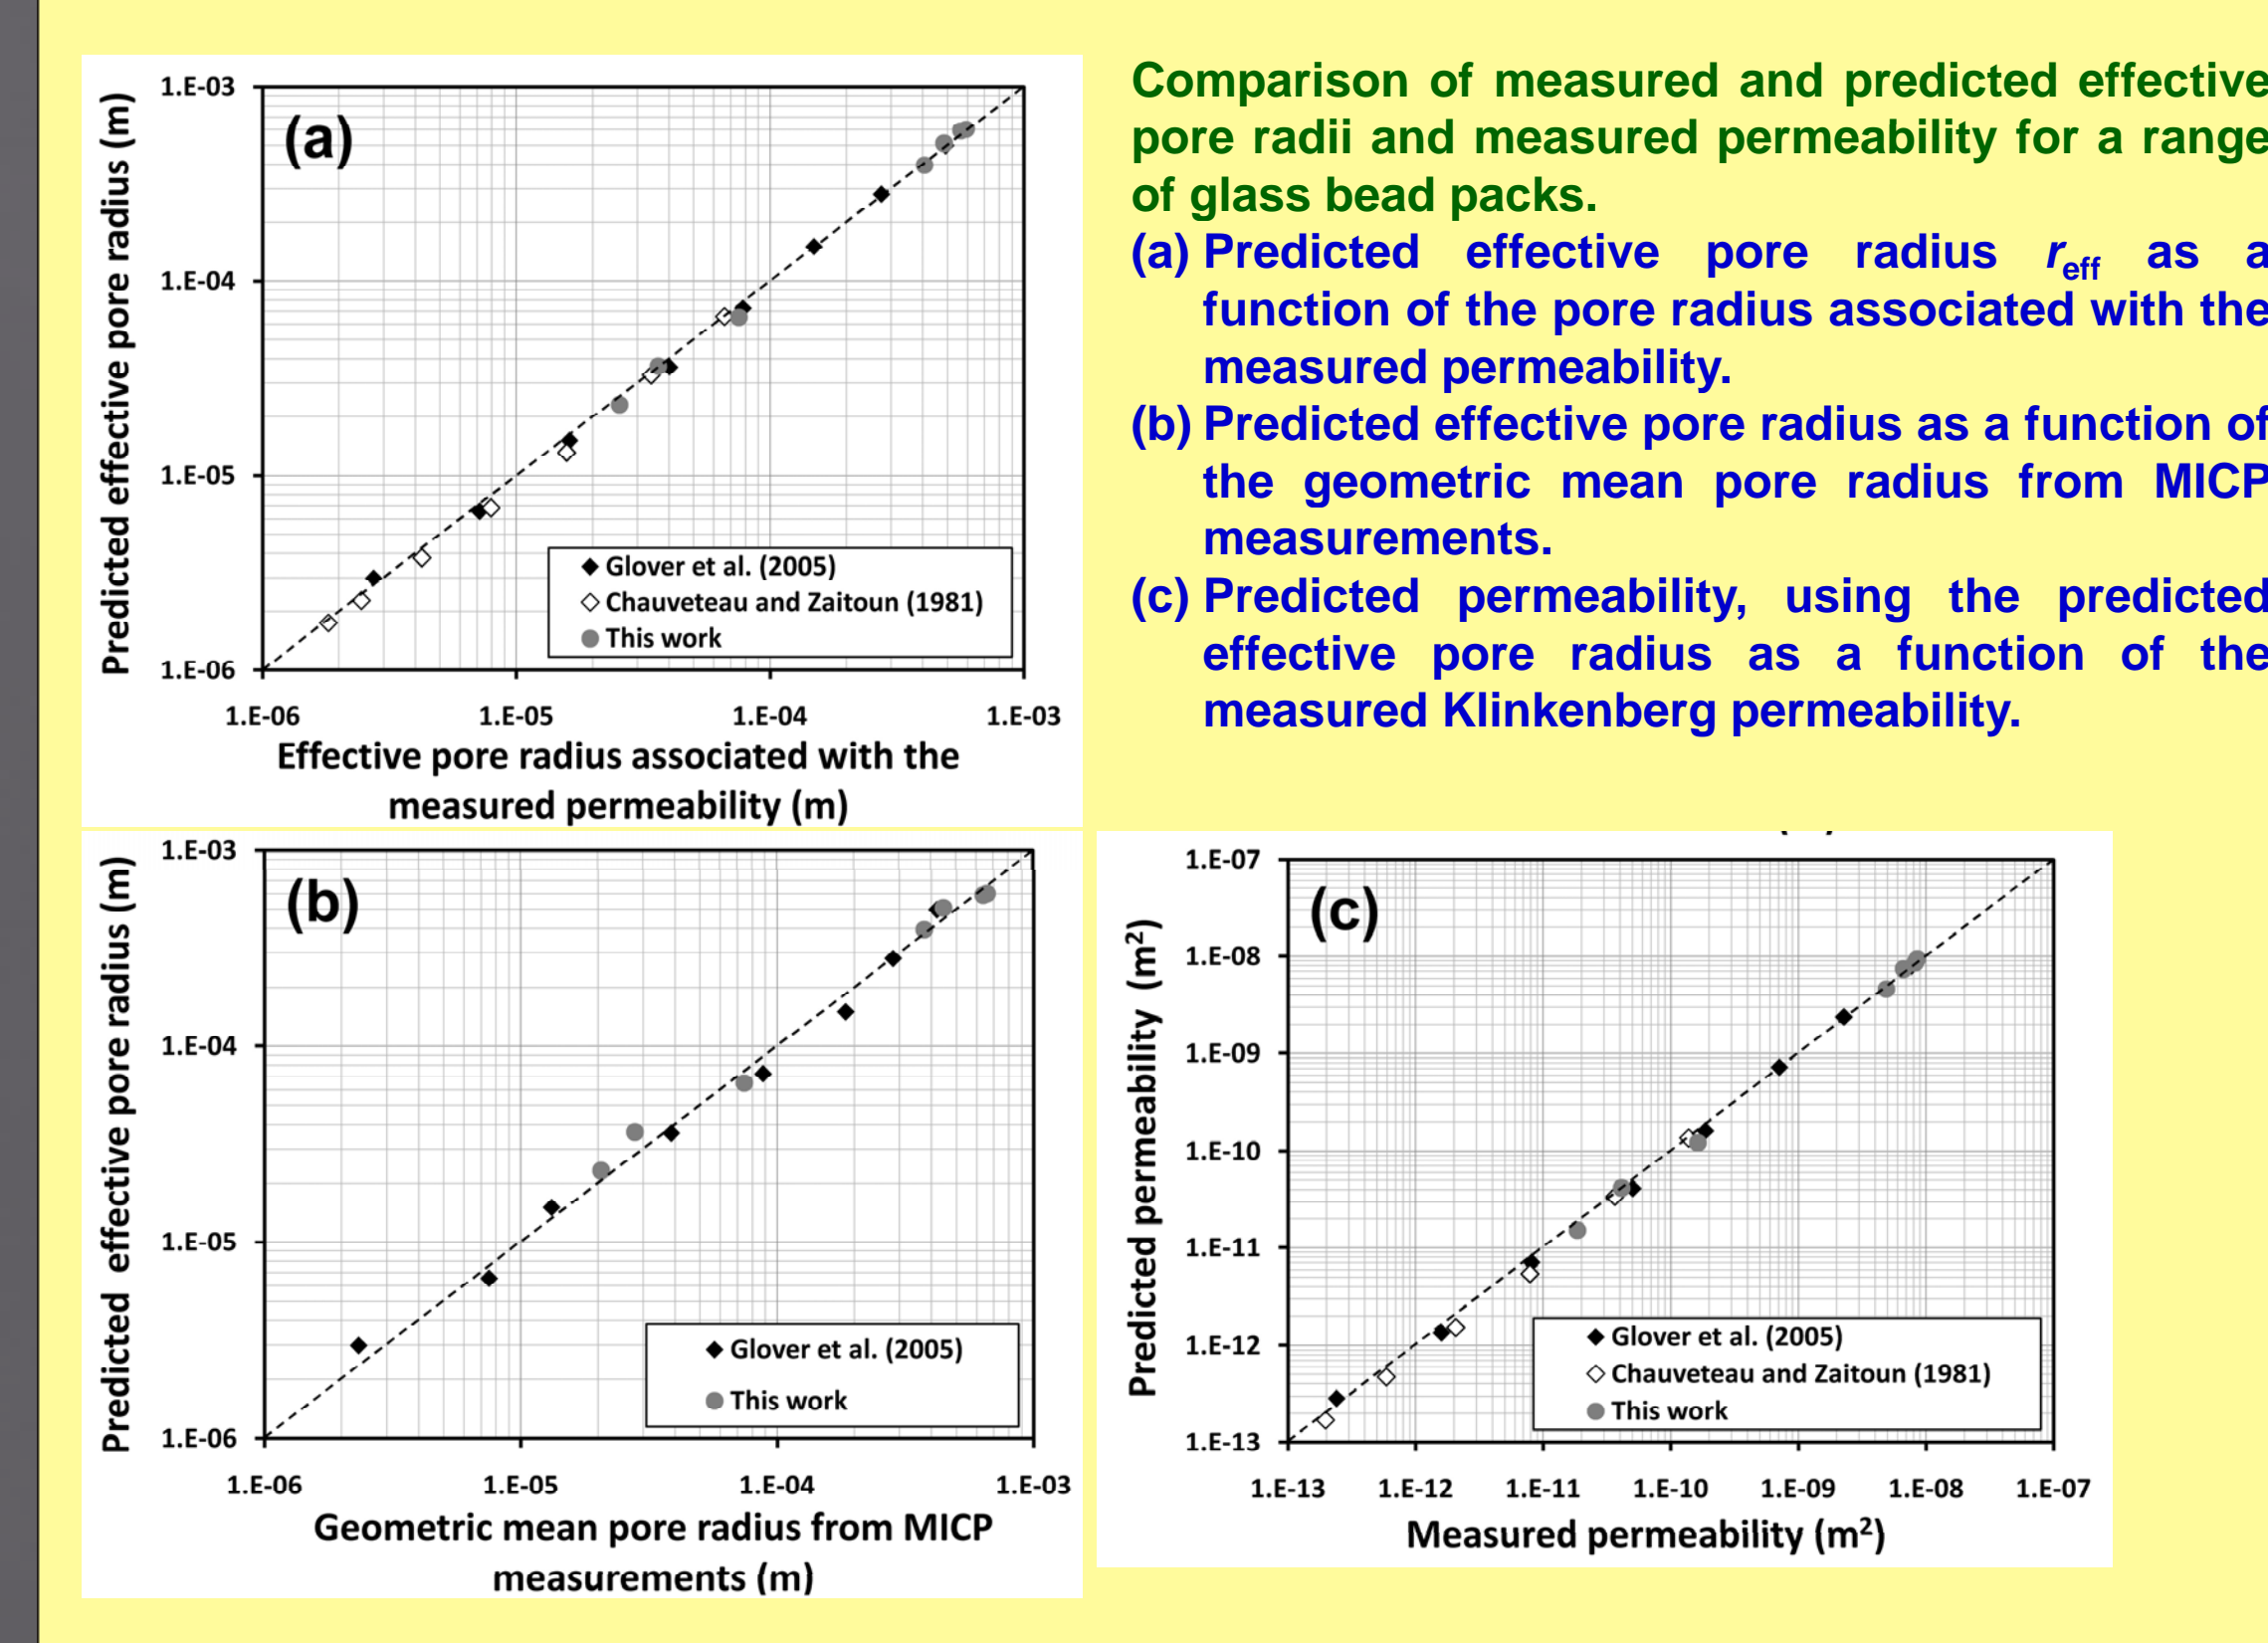 1.E-03
1.E-04
1.E-05
1.E-06
1.E-06 1.E-05 1.E-04 1.E-03
Predicted effective pore radius (m)
(a)
Glover et al. (2005)
Chauveteau and Zaitoun (1981)
This work
Effective pore radius associated with the
measured permeability (m)
Comparison of measured and predicted effective
pore radii and measured permeability for a range
of glass bead packs.
(a) Predicted effective pore radius reff as a
function of the pore radius associated with the
measured permeability.
(b) Predicted effective pore radius as a function of
the geometric mean pore radius from MICP
measurements.
(c) Predicted permeability, using the predicted
effective pore radius as a function of the
measured Klinkenberg permeability.
1.E-03
1.E-04
1.E-05
1.E-06
1.E-06 1.E-05 1.E-04 1.E-03
Predicted effective pore radius (m)
(b)
Glover et al. (2005)
This work
Geometric mean pore radius from MICP
measurements (m)
1.E-07
1.E-08
1.E-09
1.E-10
1.E-11
1.E-12
1.E-13
1.E-13 1.E-12 1.E-11 1.E-10 1.E-09 1.E-08 1.E-07
Predicted permeability (m²)
(c)
Glover et al. (2005)
Chauveteau and Zaitoun (1981)
This work
Measured permeability (m²)